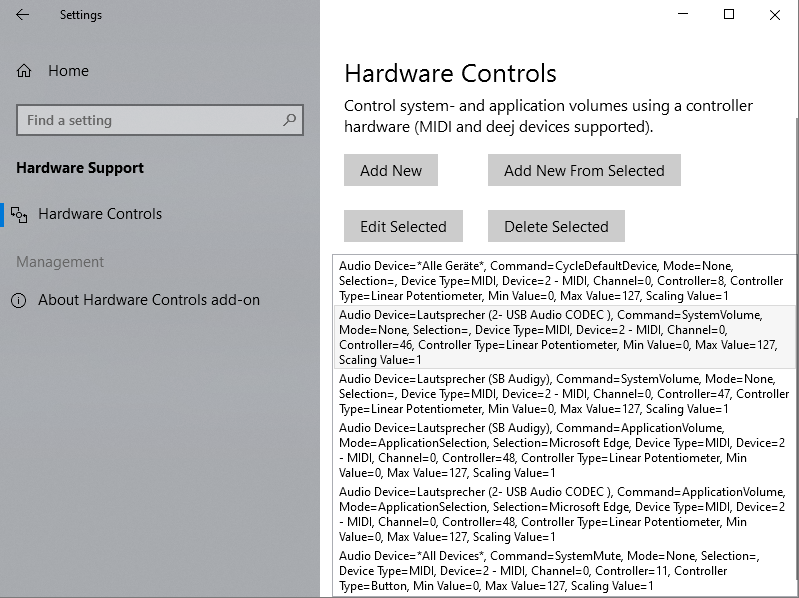 Settings
Home
Find a setting
Hardware Support
Hardware Controls
Management
About Hardware Controls add-on
Hardware Controls
Control system- and application volumes using a controller
hardware (MIDI and deej devices supported).
Add New
Add New From Selected
Edit Selected
Delete Selected
Audio Device=*Alle Geräte*, Command=CycleDefaultDevice, Mode=None,
Selection=, Device Type=MIDI, Device=2 - MIDI, Channel=0, Controller=8, Controller
Type=Linear Potentiometer, Min Value=0, Max Value=127, Scaling Value=1
Audio Device=Lautsprecher (2- USB Audio CODEC ), Command=SystemVolume,
Mode=None, Selection=, Device Type=MIDI, Device=2 - MIDI, Channel=0,
Controller=46, Controller Type=Linear Potentiometer, Min Value=0, Max Value=127,
Scaling Value=1
Audio Device=Lautsprecher (SB Audigy), Command=SystemVolume, Mode=None,
Selection=, Device Type=MIDI, Device=2 - MIDI, Channel=0, Controller=47, Controller
Type=Linear Potentiometer, Min Value=0, Max Value=127, Scaling Value=1
Audio Device=Lautsprecher (SB Audigy), Command=ApplicationVolume,
Mode=ApplicationSelection, Selection=Microsoft Edge, Device Type=MIDI, Device=2
- MIDI, Channel=0, Controller=48, Controller Type=Linear Potentiometer, Min
Value=0, Max Value=127, Scaling Value=1
Audio Device=Lautsprecher (2- USB Audio CODEC ), Command=ApplicationVolume,
Mode=ApplicationSelection, Selection=Microsoft Edge, Device Type=MIDI, Device=2
- MIDI, Channel=0, Controller=48, Controller Type=Linear Potentiometer, Min
Value=0, Max Value=127, Scaling Value=1
Audio Device=*All Devices*, Command=SystemMute, Mode=None, Selection=,
Device Type=MIDI, Device=2 - MIDI, Channel=0, Controller=11, Controller
Type=Button, Min Value=0, Max Value=127, Scaling Value=1